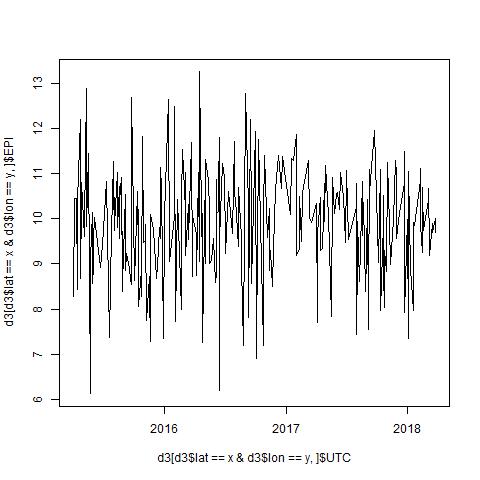 d3[d3$lat == x & d3$lon == y, ]$EPI
13
12
11
10
9
8
7
6
2016 2017 2018
d3[d3$lat == x & d3$lon == y, ]$UTC